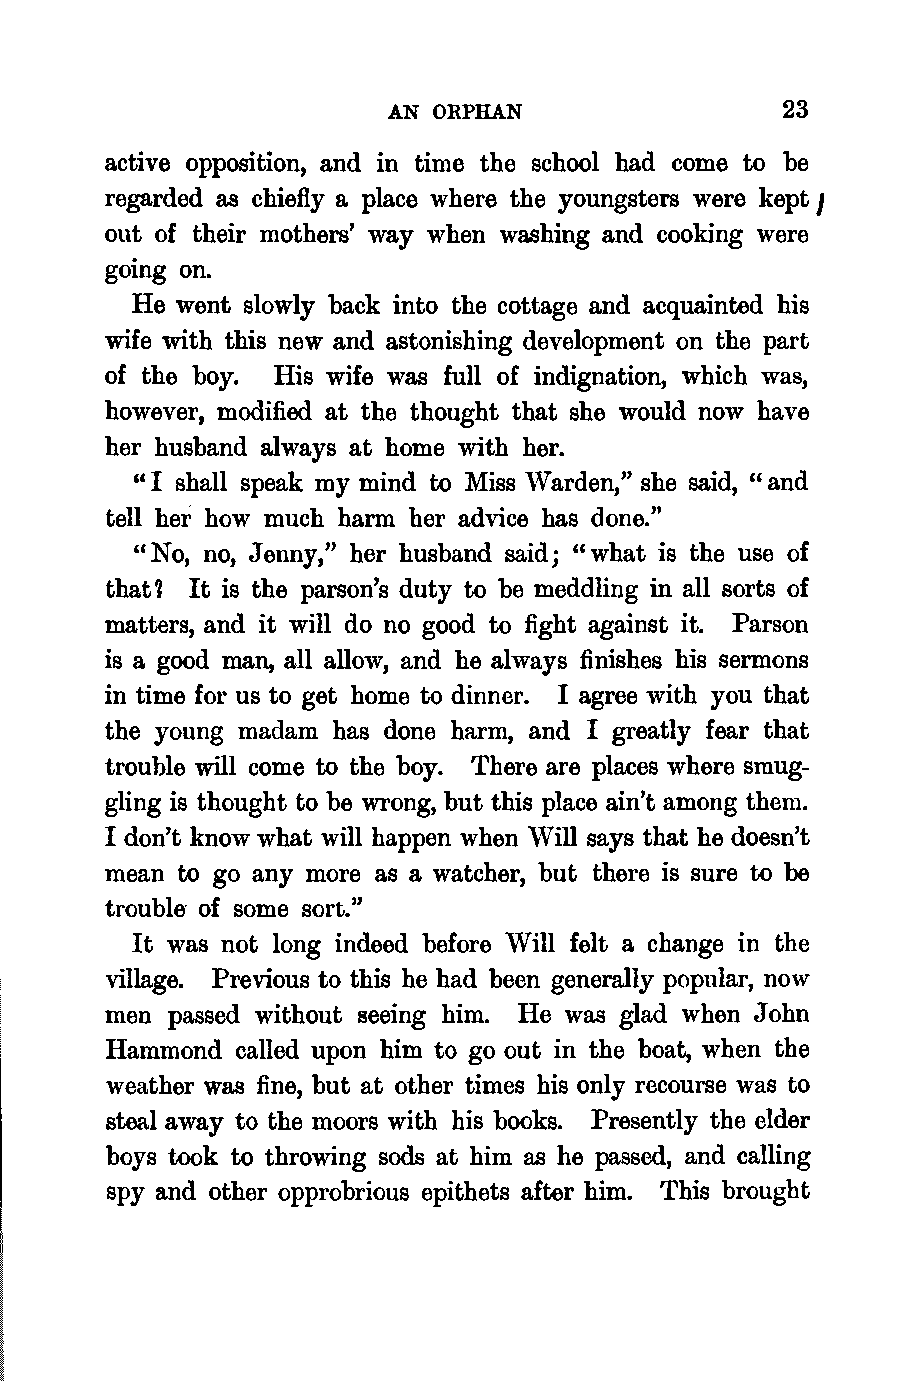 AN ORPHAN 23
active opposition, and in time the school had come to be
regarded as chiefly a place where the youngsters were kept
out of their mothers' way when washing and cooking were
going on.
He went slowly back into the cottage and acquainted his
wife with this new and astonishing development on the part
of the boy. His wife was full of indignation, which was,
however, modified at the thought that she would now have
her husband always at home with her.
"I shall speak my mind to Miss Warden," she said, "and
tell her how much harm her advice has done."
"No, no, Jenny," her husband said; "what is the use of
that? It is the parson's duty to be meddling in all sorts of
matters, and it will do no good to fight against it. Parson
is a good man, all allow, and he always finishes his sermons
in time for us to get home to dinner. I agree with you that
the young madam has done harm, and I greatly fear that
trouble will come to the boy. There are places where smug-
gling is thought to be wrong, but this place ain't among them.
I don't know what will happen when Will says that he doesn't
mean to go any more as a watcher, but there is sure to be
trouble of some sort."
It was not long indeed before Will felt a change in the
village. Previous to this he had been generally popular, now
men passed without seeing him. He was glad when John
Hammond called upon him to go out in the boat, when the
weather was fine, but at other times his only recourse was to
steal away to the moors with his books. Presently the elder
boys took to throwing sods at him as he passed, and calling
spy and other opprobrious epithets after him. This brought